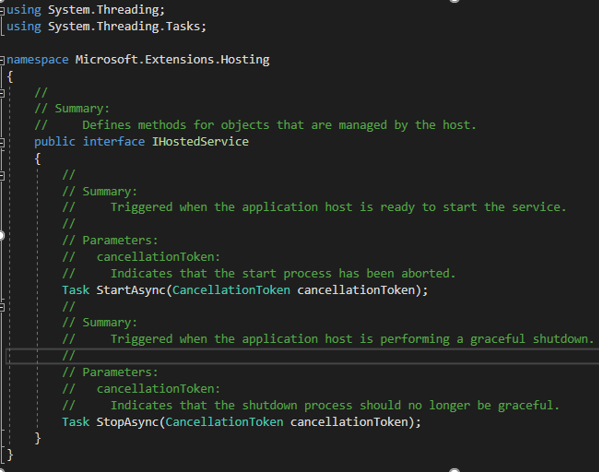 using System.Threading;
using System.Threading.Tasks;
namespace Microsoft.Extensions.Hosting
{
//
// Summary:
//     Defines methods for objects that are managed by the host.
public interface IHostedService
{
//
// Summary:
//     Triggered when the application host is ready to start the service.
//
// Parameters:
//   cancellationToken:
//     Indicates that the start process has been aborted.
Task StartAsync(CancellationToken cancellationToken);
//
// Summary:
//     Triggered when the application host is performing a graceful shutdown.
//
// Parameters:
//   cancellationToken:
//     Indicates that the shutdown process should no longer be graceful.
Task StopAsync(CancellationToken cancellationToken);
}
}